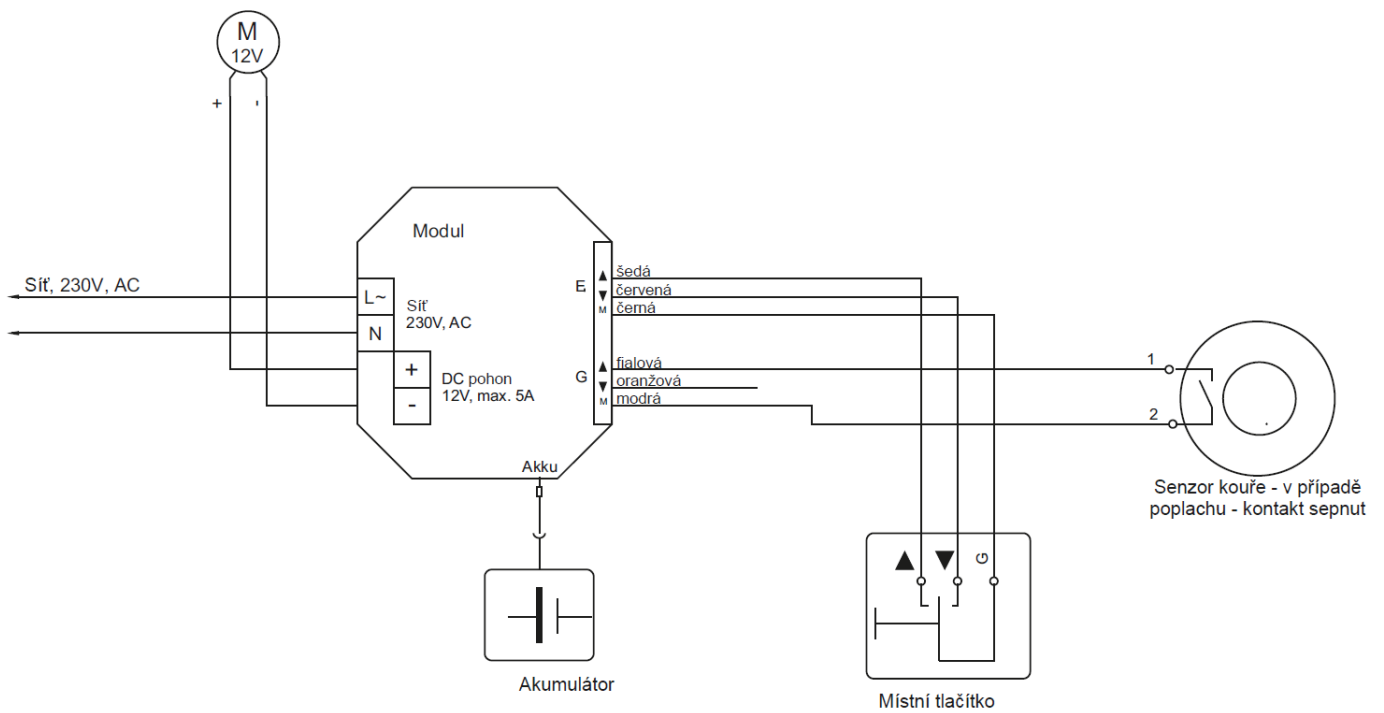 M
12V
+
-
Modul
Síť, 230V, AC
L~
N
Síť
230V, AC
+
-
DC pohon
12V, max. 5A
E
▲
▼
M
šedá
červená
černá
G
▲
▼
M
fialová
oranžová
modrá
1
2
Senzor kouře - v případě
poplachu - kontakt sepnut
Akku
Akumulátor
▲ ▼ G
Místní tlačítko